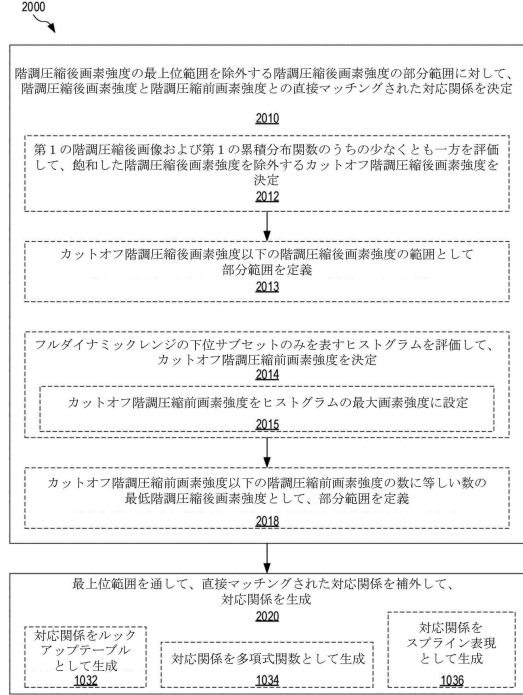 2000
階調圧縮後画素強度の最上位範囲を除外する階調圧縮後画素強度の部分範囲に対して、
階調圧縮後画素強度と階調圧縮前画素強度との直接マッチングされた対応関係を決定
2010
第１の階調圧縮後画像および第１の累積分布関数のうちの少なくとも一方を評価
して、飽和した階調圧縮後画素強度を除外するカットオフ階調圧縮後画素強度を
決定
2012
カットオフ階調圧縮後画素強度以下の階調圧縮後画素強度の範囲として
部分範囲を定義
2013
フルダイナミックレンジの下位サブセットのみを表すヒストグラムを評価して、
カットオフ階調圧縮前画素強度を決定
2014
カットオフ階調圧縮前画素強度をヒストグラムの最大画素強度に設定
2015
カットオフ階調圧縮前画素強度以下の階調圧縮前画素強度の数に等しい数の
最低階調圧縮後画素強度として、部分範囲を定義
2018
最上位範囲を通して、直接マッチングされた対応関係を補外して、
対応関係を生成
2020
対応関係をルック
アップテーブル
として生成
1032
対応関係を多項式関数として生成
1034
対応関係を
スプライン表現
として生成
1036